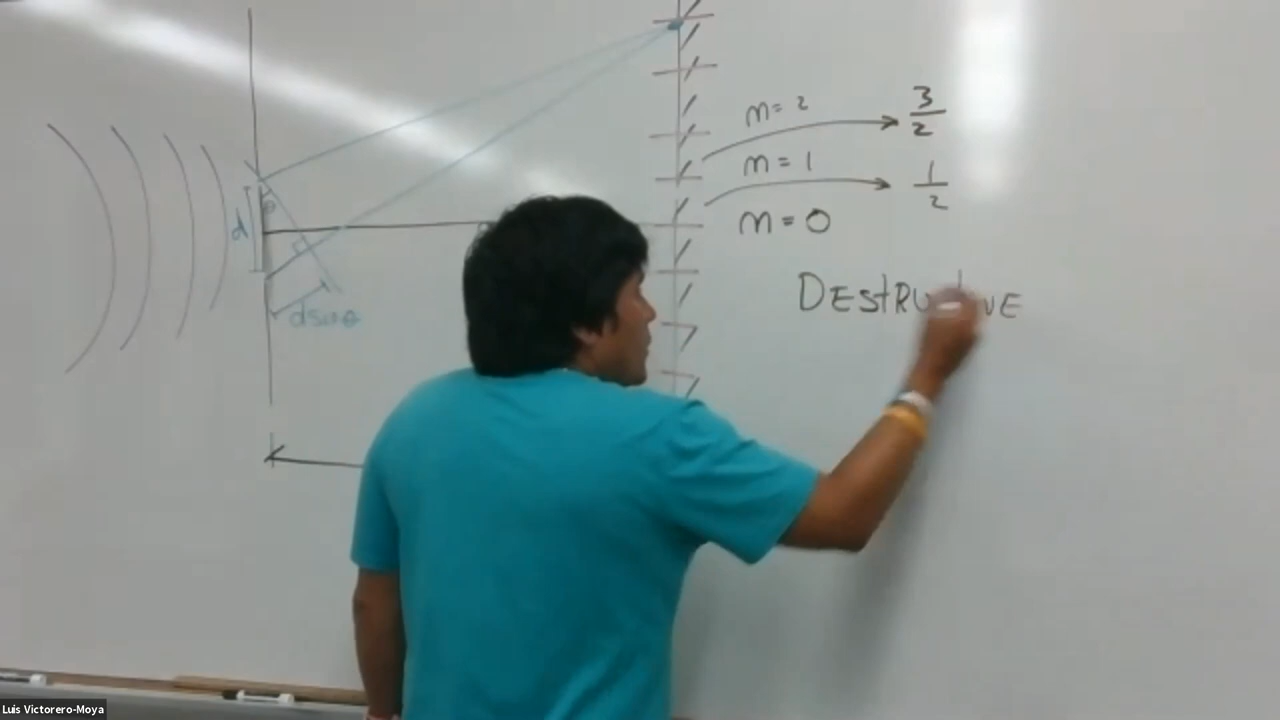 m = 2
3/2
m = 1
1/2
m = 0
d
θ
dsinθ
Luis Victorero-Moya